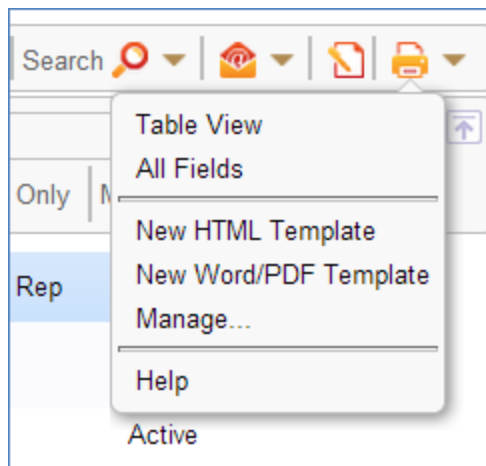 Search
Table View
All Fields
Only
New HTML Template
New Word/PDF Template
Rep
Manage...
Help
Active